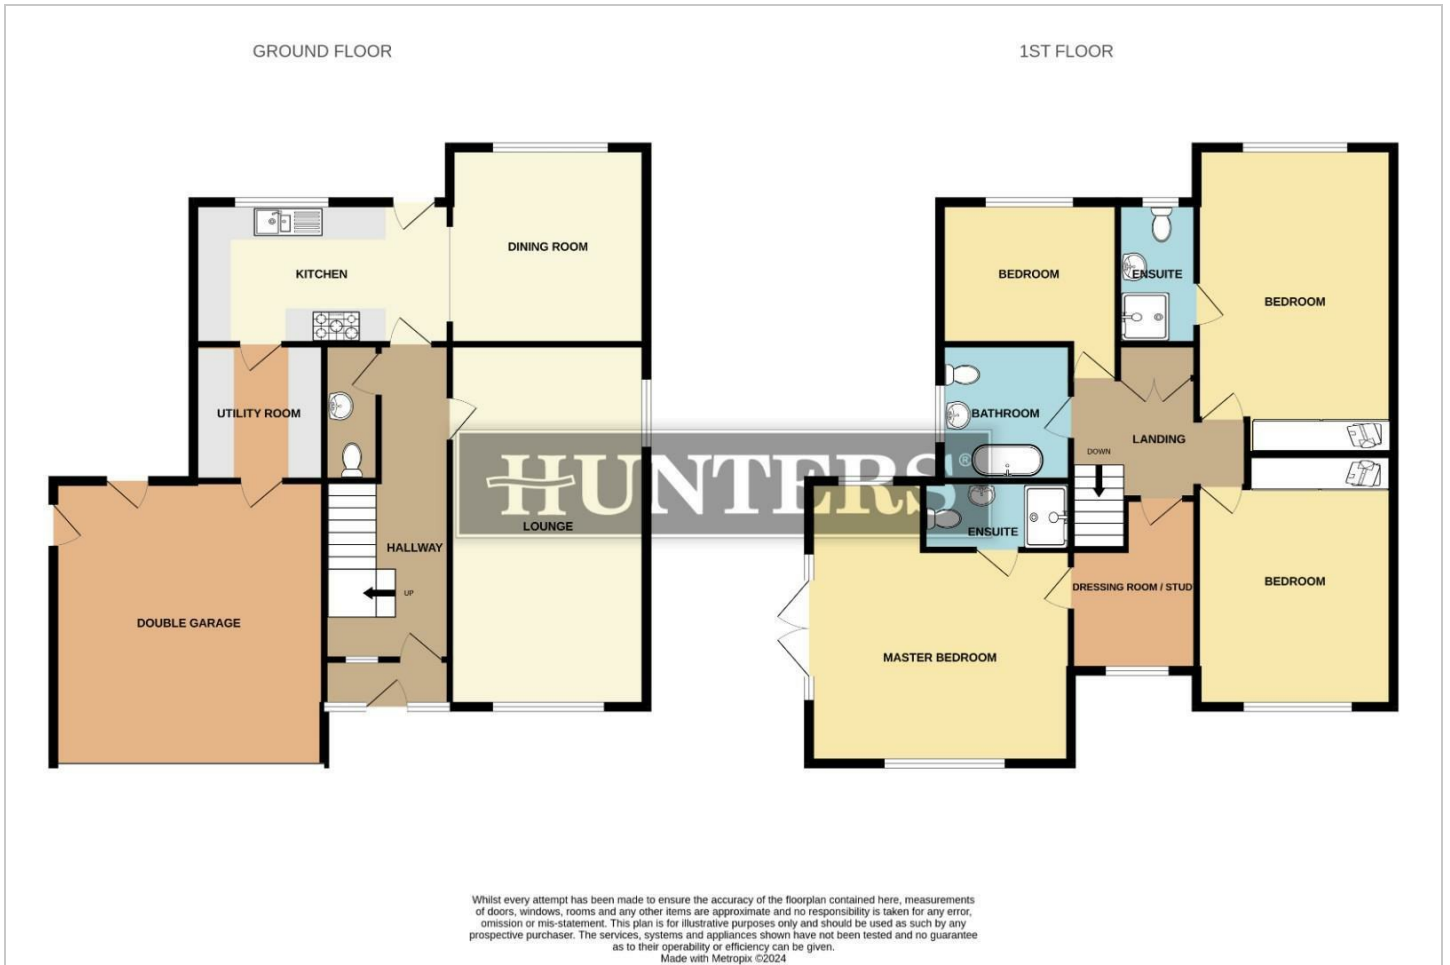 GROUND FLOOR
1ST FLOOR
DINING ROOM
KITCHEN
BEDROOM
ENSUITE
BEDROOM
UTILITY ROOM
BATHROOM
LANDING
DOWN
HUNTERS®
LOUNGE
ENSUITE
HALLWAY
UP
DRESSING ROOM / STUD
BEDROOM
DOUBLE GARAGE
MASTER BEDROOM
Whilst every attempt has been made to ensure the accuracy of the floorplan contained here, measurements
of doors, windows, rooms and any other items are approximate and no responsibility is taken for any error,
omission or mis-statement. This plan is for illustrative purposes only and should be used as such by any
prospective purchaser. The services, systems and appliances shown have not been tested and no guarantee
as to their operability or efficiency can be given.
Made with Metropix ©2024